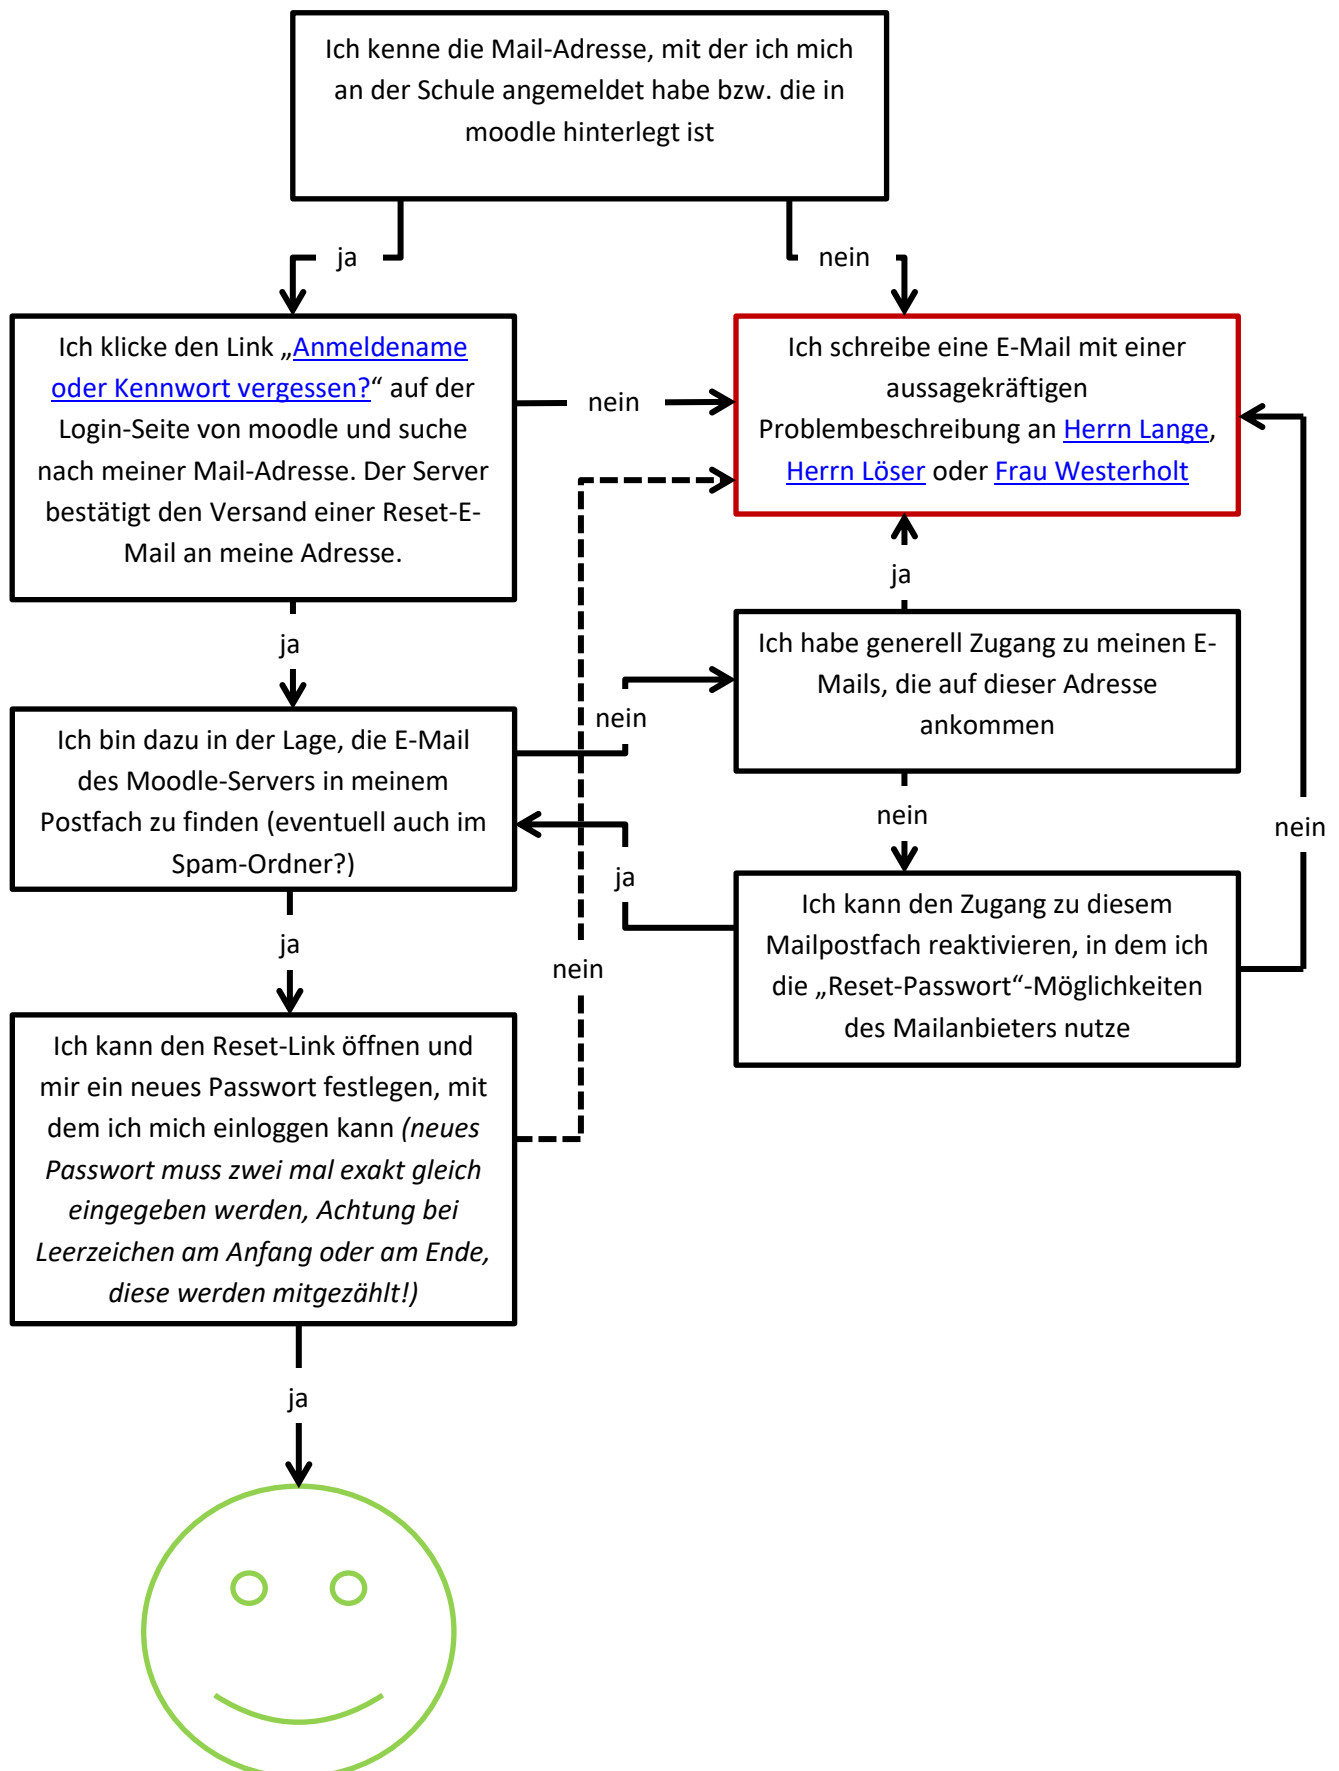 Ich kenne die Mail-Adresse, mit der ich mich
an der Schule angemeldet habe bzw. die in
moodle hinterlegt ist
ja
nein
Ich klicke den Link „Anmeldename
oder Kennwort vergessen?“ auf der
Login-Seite von moodle und suche
nach meiner Mail-Adresse. Der Server
bestätigt den Versand einer Reset-E-
Mail an meine Adresse.
nein
Ich schreibe eine E-Mail mit einer
aussagekräftigen
Problembeschreibung an Herrn Lange,
Herrn Löser oder Frau Westerholt
ja
ja
Ich habe generell Zugang zu meinen E-
Mails, die auf dieser Adresse
ankommen
nein
Ich bin dazu in der Lage, die E-Mail
des Moodle-Servers in meinem
Postfach zu finden (eventuell auch im
Spam-Ordner?)
nein
nein
ja
Ich kann den Zugang zu diesem
Mailpostfach reaktivieren, in dem ich
die „Reset-Passwort“-Möglichkeiten
des Mailanbieters nutze
ja
nein
Ich kann den Reset-Link öffnen und
mir ein neues Passwort festlegen, mit
dem ich mich einloggen kann (neues
Passwort muss zwei mal exakt gleich
eingegeben werden, Achtung bei
Leerzeichen am Anfang oder am Ende,
diese werden mitgezählt!)
ja